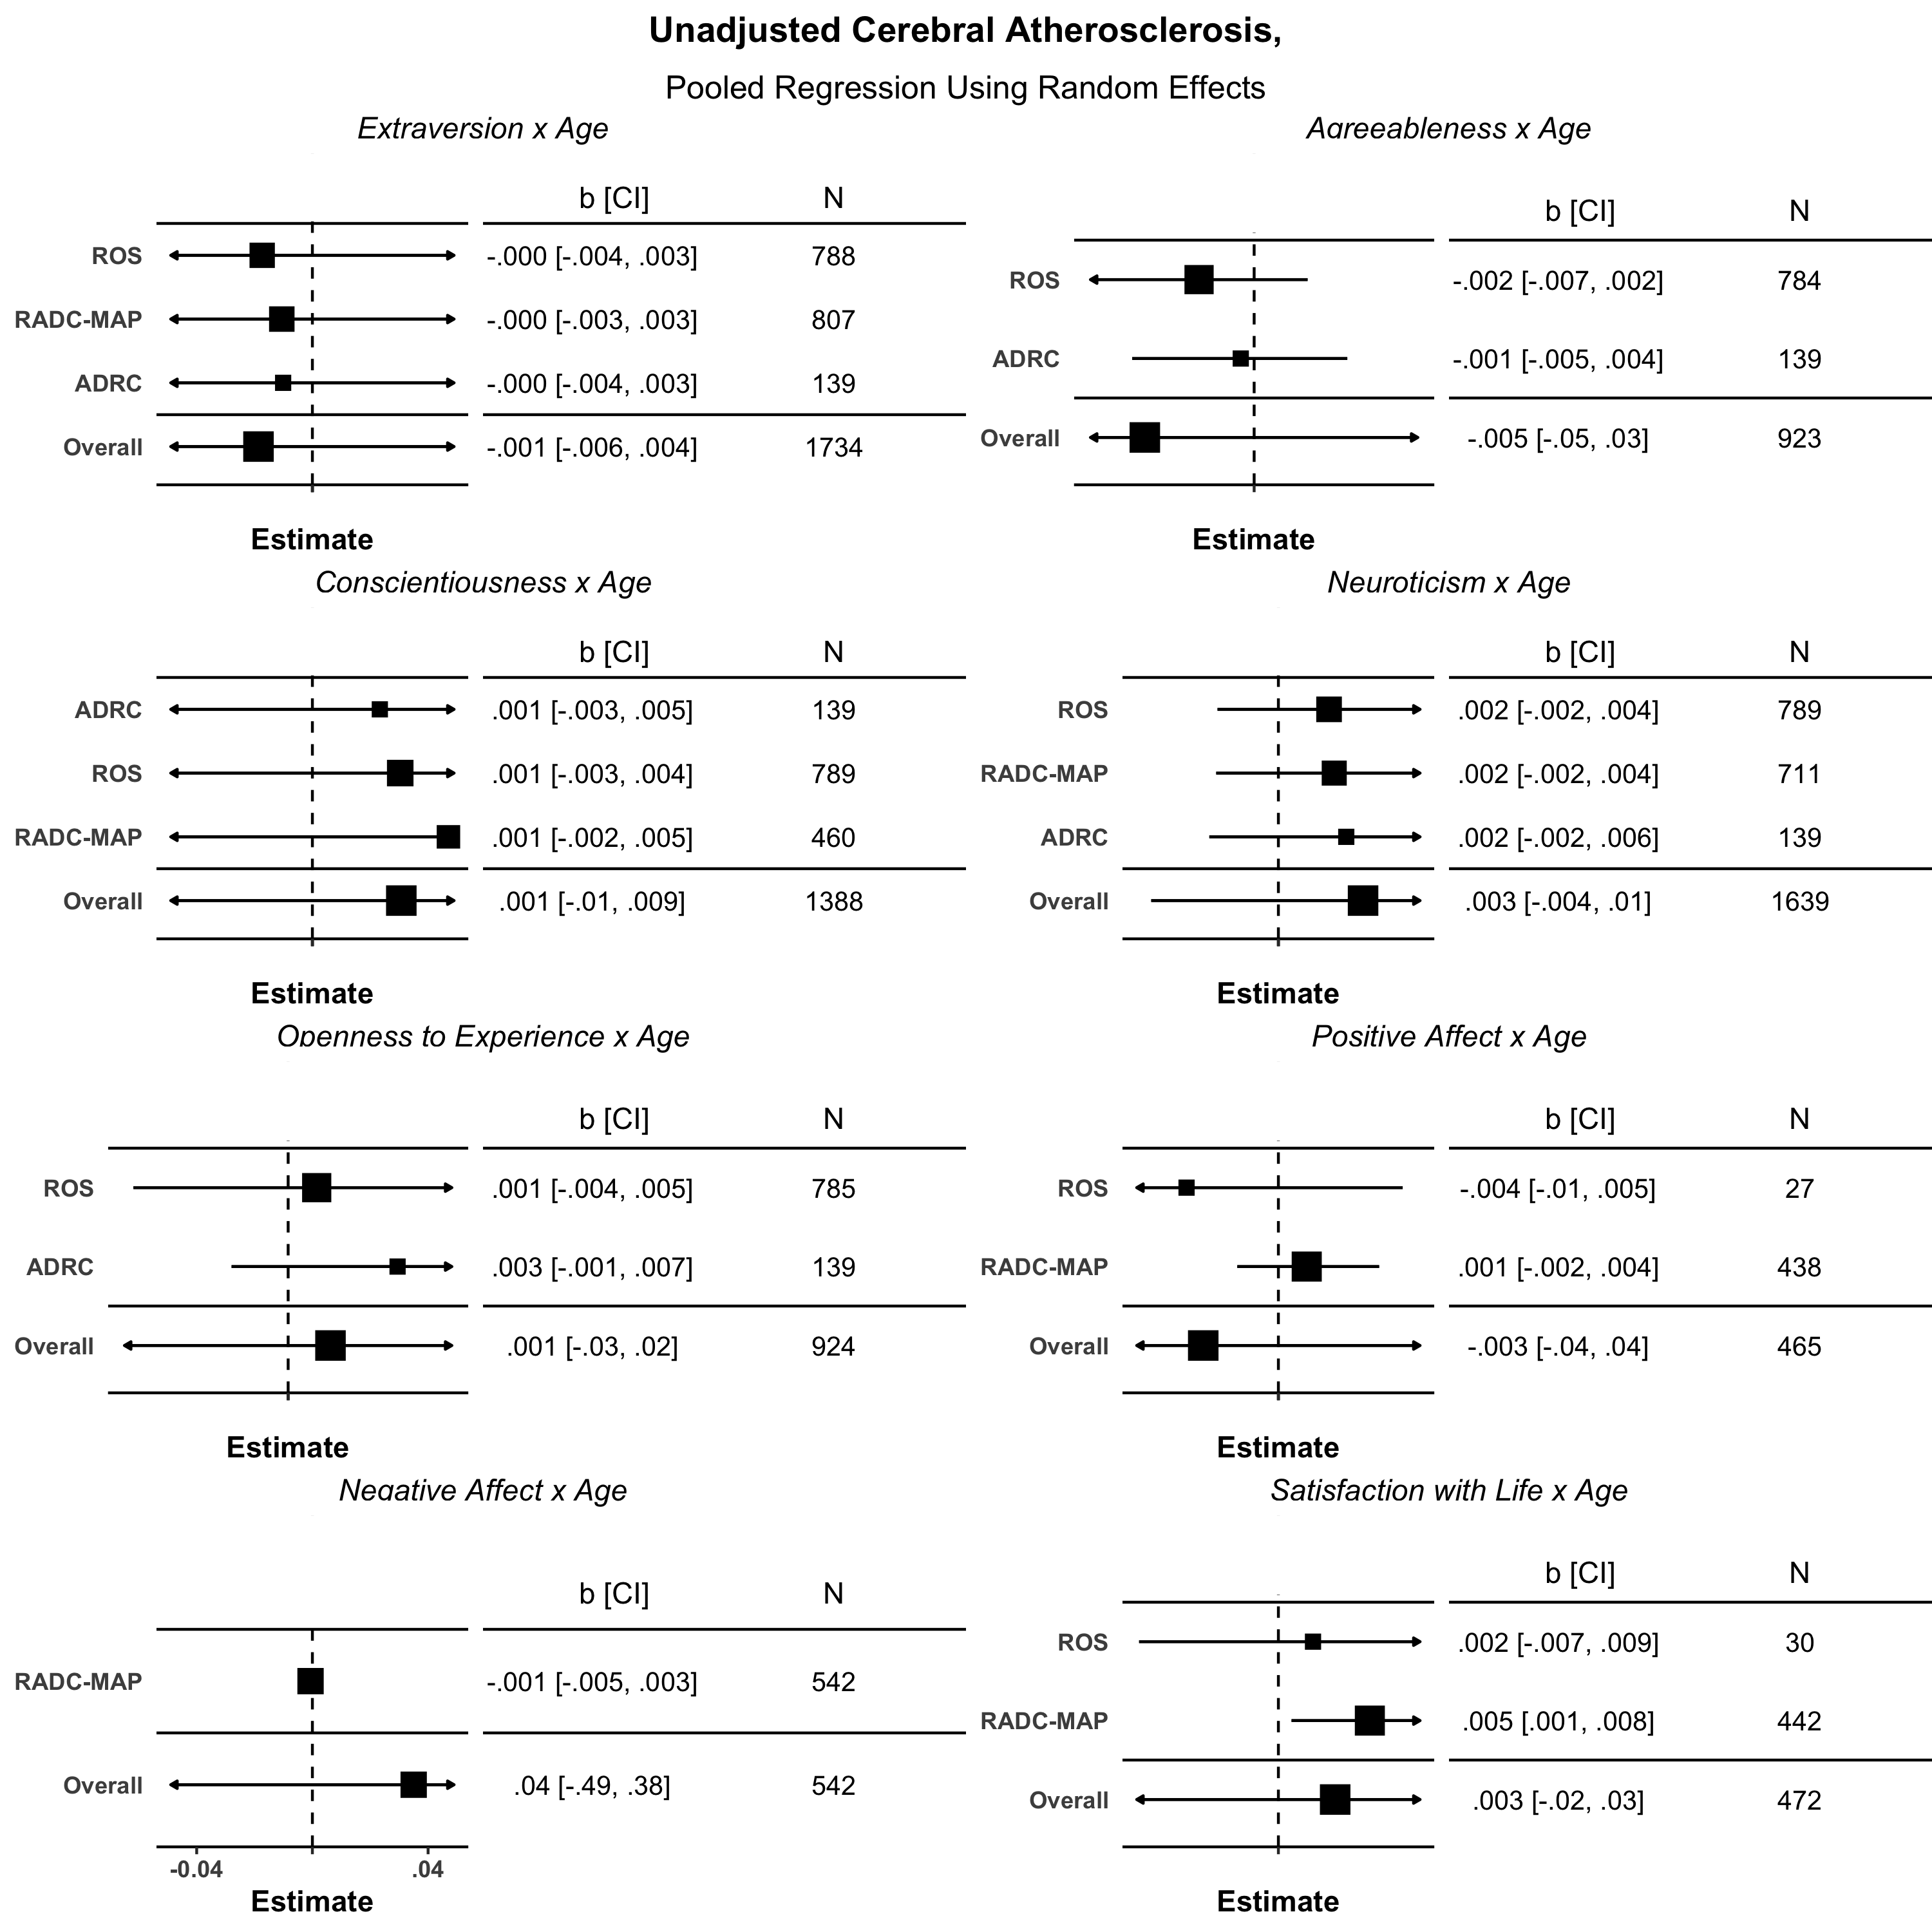 Unadjusted Cerebral Atherosclerosis,
Pooled Regression Using Random Effects
Extraversion x Age
b [CI] N
ROS -.000 [-.004, .003] 788
RADC-MAP -.000 [-.003, .003] 807
ADRC -.000 [-.004, .003] 139
Overall -.001 [-.006, .004] 1734
Estimate
Agreeableness x Age
b [CI] N
ROS -.002 [-.007, .002] 784
ADRC -.001 [-.005, .004] 139
Overall -.005 [-.05, .03] 923
Estimate
Conscientiousness x Age
b [CI] N
ADRC .001 [-.003, .005] 139
ROS .001 [-.003, .004] 789
RADC-MAP .001 [-.002, .005] 460
Overall .001 [-.01, .009] 1388
Estimate
Neuroticism x Age
b [CI] N
ROS .002 [-.002, .004] 789
RADC-MAP .002 [-.002, .004] 711
ADRC .002 [-.002, .006] 139
Overall .003 [-.004, .01] 1639
Estimate
Openness to Experience x Age
b [CI] N
ROS .001 [-.004, .005] 785
ADRC .003 [-.001, .007] 139
Overall .001 [-.03, .02] 924
Estimate
Positive Affect x Age
b [CI] N
ROS -.004 [-.01, .005] 27
RADC-MAP .001 [-.002, .004] 438
Overall -.003 [-.04, .04] 465
Estimate
Negative Affect x Age
b [CI] N
RADC-MAP -.001 [-.005, .003] 542
Overall .04 [-.49, .38] 542
-0.04 .04
Estimate
Satisfaction with Life x Age
b [CI] N
ROS .002 [-.007, .009] 30
RADC-MAP .005 [.001, .008] 442
Overall .003 [-.02, .03] 472
Estimate